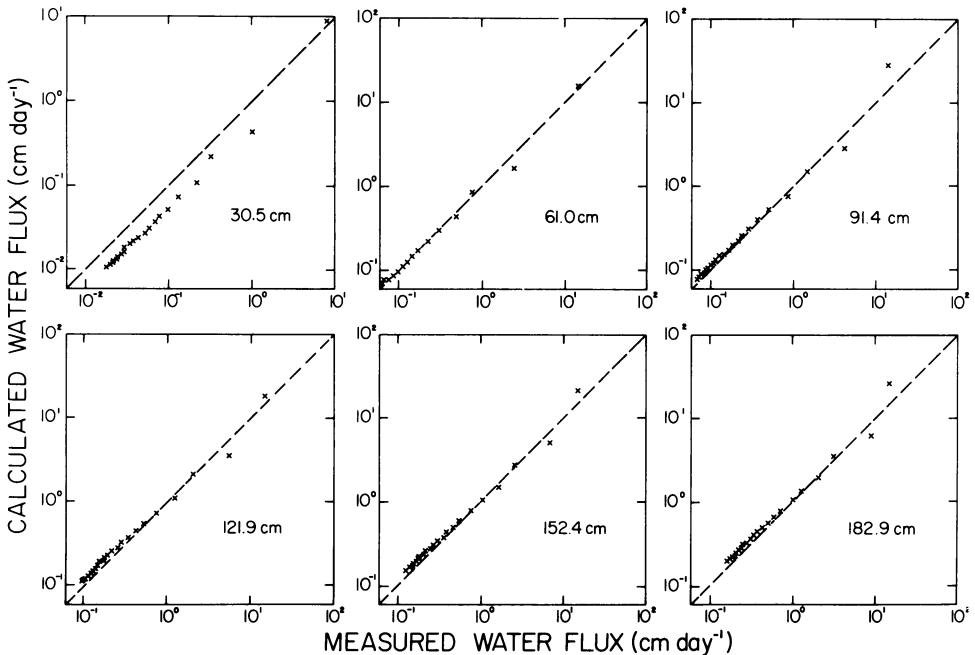 CALCULATED WATER FLUX (cm day⁻¹)
10¹
10⁰
10⁻¹
10⁻²
10⁻² 10⁻¹ 10⁰ 10¹
30.5 cm
10²
10¹
10⁰
10⁻¹
10⁻¹ 10⁰ 10¹ 10²
61.0 cm
10²
10¹
10⁰
10⁻¹
10⁻¹ 10⁰ 10¹ 10²
91.4 cm
10²
10¹
10⁰
10⁻¹
10⁻¹ 10⁰ 10¹ 10²
121.9 cm
10²
10¹
10⁰
10⁻¹
10⁻¹ 10⁰ 10¹ 10²
152.4 cm
10²
10¹
10⁰
10⁻¹
10⁻¹ 10⁰ 10¹ 10²
182.9 cm
MEASURED WATER FLUX (cm day⁻¹)